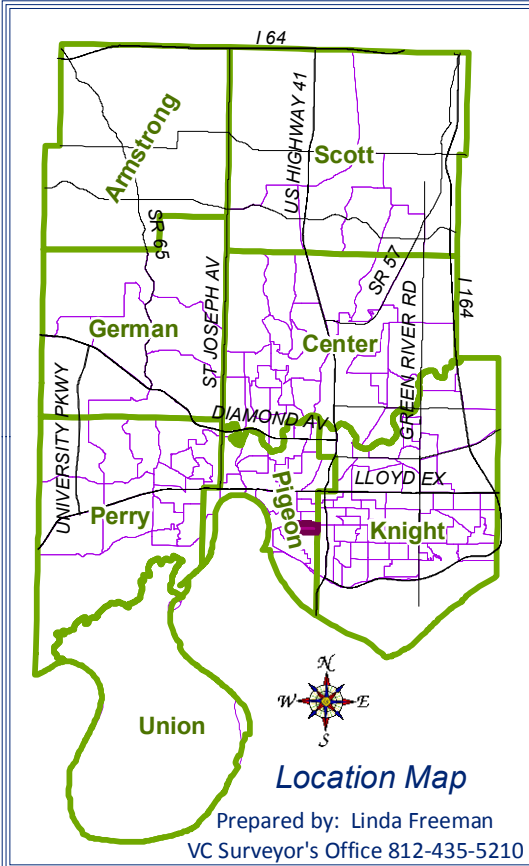 I 64
Armstrong
Scott
US HIGHWAY 41
SR 65
SR 57
I 164
ST JOSEPH AV
German
Center
GREEN RIVER RD
UNIVERSITY PKWY
DIAMOND AV
LLOYD EX
Pigeon
Perry
Knight
N
W
E
S
Union
Location Map
Prepared by: Linda Freeman
VC Surveyor's Office 812-435-5210